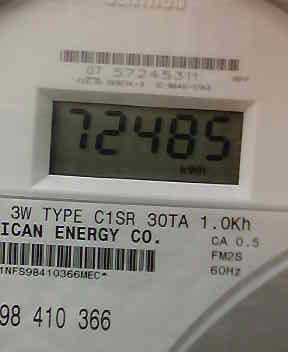 07 57245311
72485
kWh
3W TYPE C1SR 30TA 1.0Kh
ICAN ENERGY CO.
CA 0.5
FM2S
60Hz
1NFS98410366MEC*
98 410 366